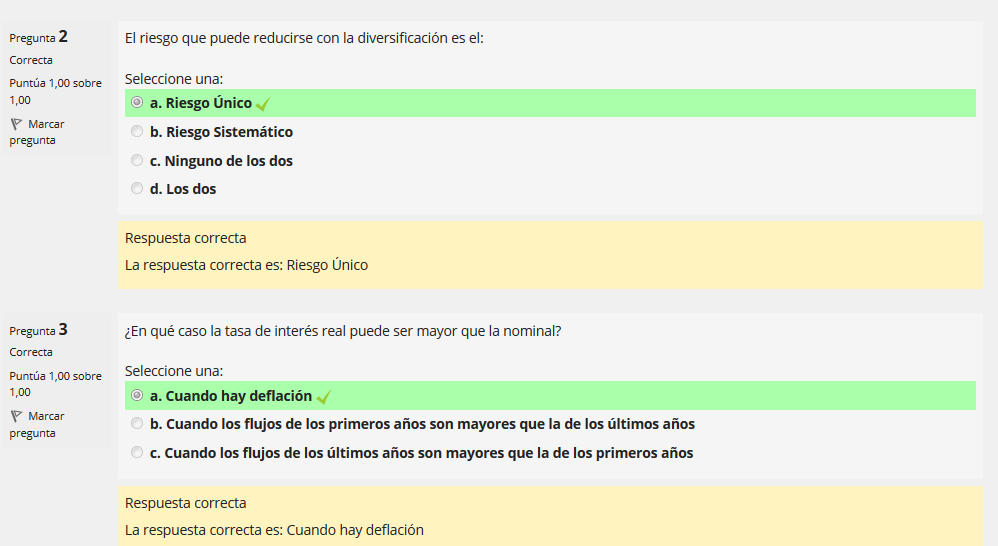 Pregunta 2
Correcta
Puntúa 1,00 sobre
1,00
Marcar
pregunta
El riesgo que puede reducirse con la diversificación es el:
Seleccione una:
a. Riesgo Único
b. Riesgo Sistemático
c. Ninguno de los dos
d. Los dos
Respuesta correcta
La respuesta correcta es: Riesgo Único
Pregunta 3
Correcta
Puntúa 1,00 sobre
1,00
Marcar
pregunta
¿En qué caso la tasa de interés real puede ser mayor que la nominal?
Seleccione una:
a. Cuando hay deflación
b. Cuando los flujos de los primeros años son mayores que la de los últimos años
c. Cuando los flujos de los últimos años son mayores que la de los primeros años
Respuesta correcta
La respuesta correcta es: Cuando hay deflación